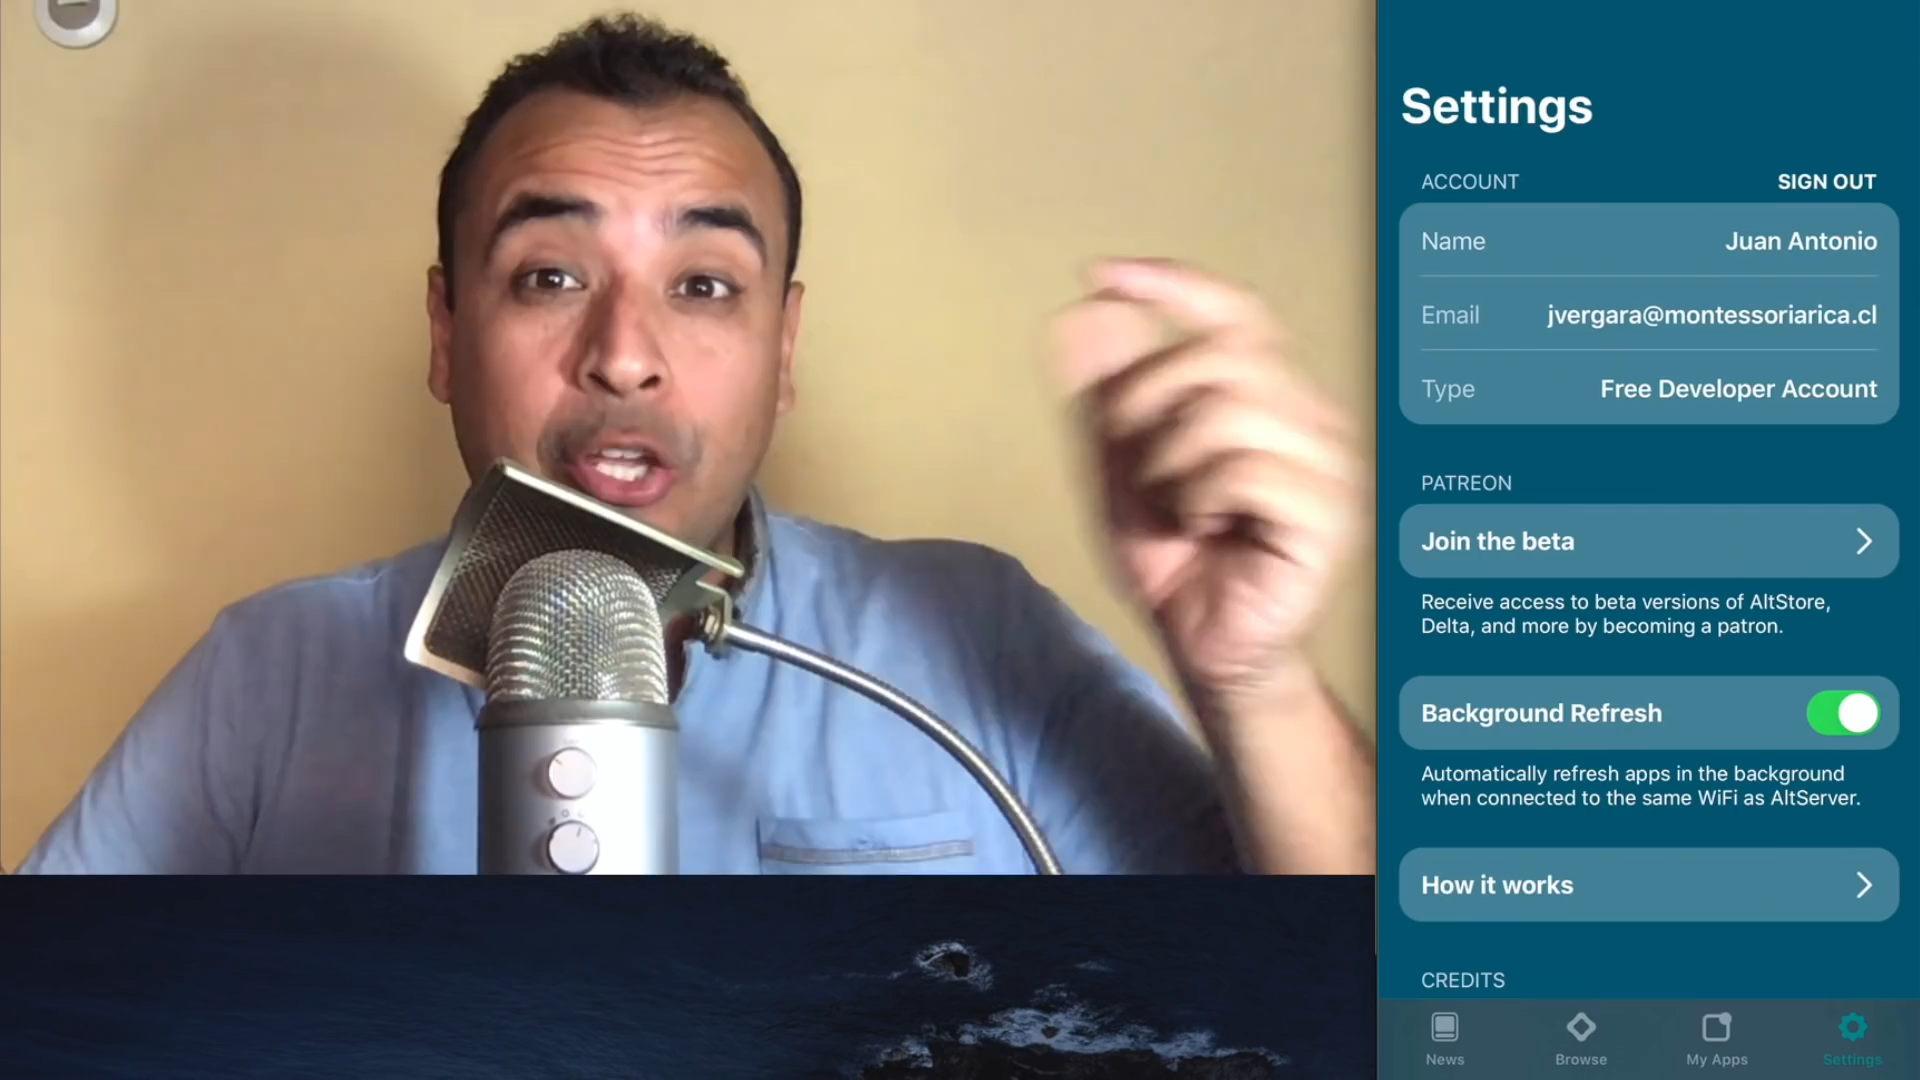 Settings
ACCOUNT
SIGN OUT
Name
Juan Antonio
Email
jvergara@montessoriarica.cl
Type
Free Developer Account
PATREON
Join the beta
Receive access to beta versions of AltStore,
Delta, and more by becoming a patron.
Background Refresh
Automatically refresh apps in the background
when connected to the same WiFi as AltServer.
How it works
CREDITS
News
Browse
My Apps
Settings